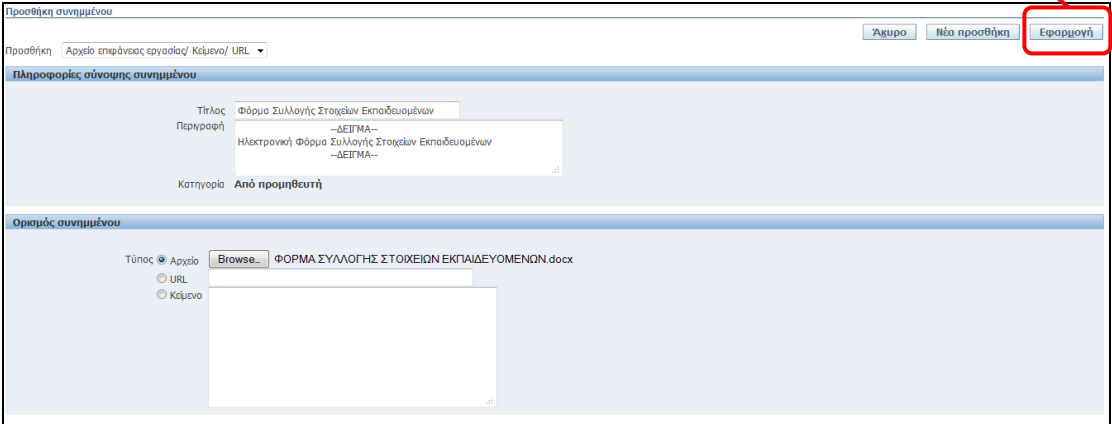 Προσθήκη συνημμένου
Άκυρο Νέα προσθήκη Εφαρμογή
Προσθήκη Αρχείο επιφάνειας εργασίας/ Κείμενο/ URL
Πληροφορίες σύνοψης συνημμένου
Τίτλος Φόρμα Συλλογής Στοιχείων Εκπαιδευομένων
Περιγραφή --ΔΕΙΓΜΑ--
Ηλεκτρονική Φόρμα Συλλογής Στοιχείων Εκπαιδευομένων
--ΔΕΙΓΜΑ--
Κατηγορία Από προμηθευτή
Ορισμός συνημμένου
Τύπος Αρχείο Browse... ΦΟΡΜΑ ΣΥΛΛΟΓΗΣ ΣΤΟΙΧΕΙΩΝ ΕΚΠΑΙΔΕΥΟΜΕΝΩΝ.docx
URL
Κείμενο